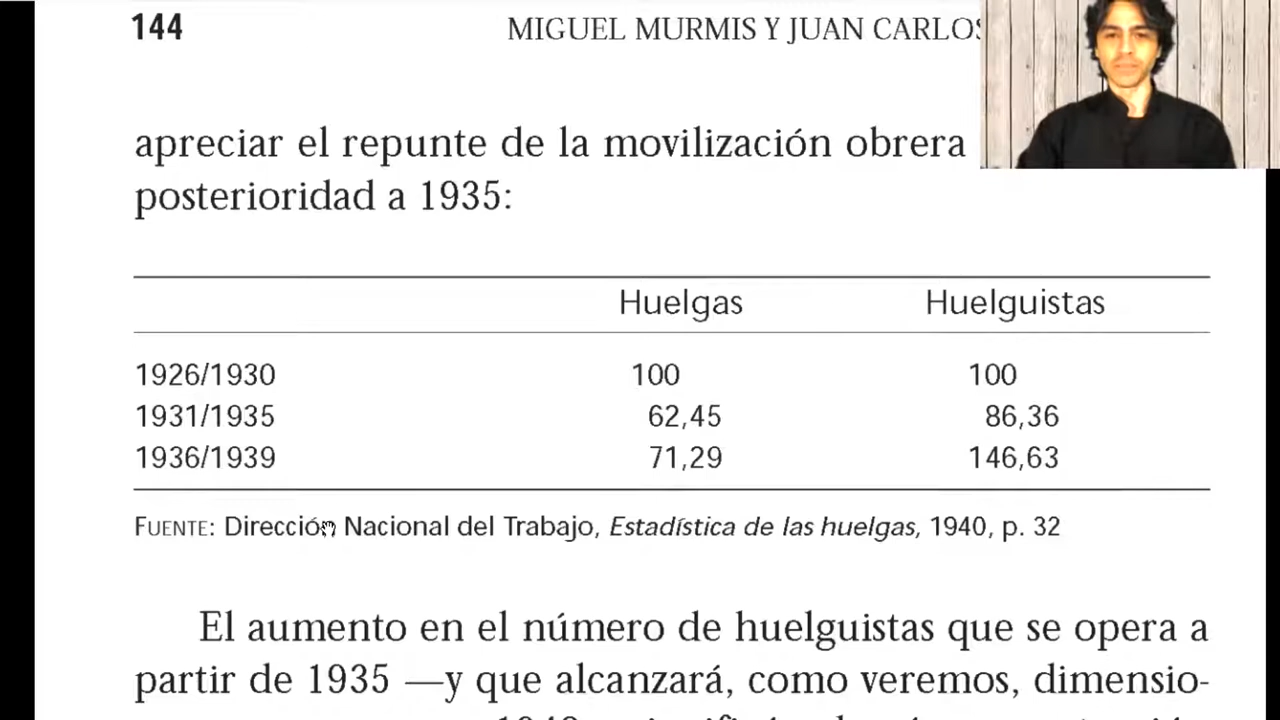 144 MIGUEL MURMIS Y JUAN CARLOS
apreciar el repunte de la movilización obrera
posterioridad a 1935:
Huelgas Huelguistas
1926/1930 100 100
1931/1935 62,45 86,36
1936/1939 71,29 146,63
FUENTE: Dirección Nacional del Trabajo, Estadística de las huelgas, 1940, p. 32
El aumento en el número de huelguistas que se opera a
partir de 1935 —y que alcanzará, como veremos, dimensio-